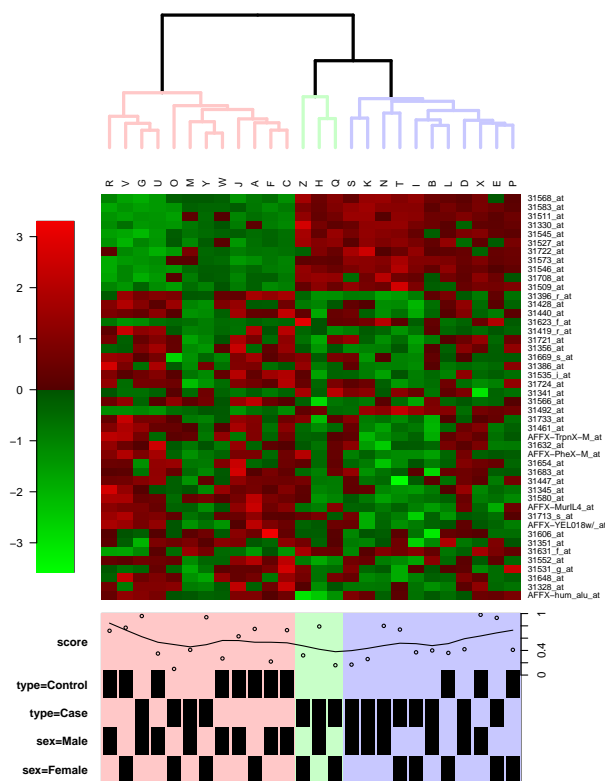 R V G U O M Y W J A F C Z H Q S K N T I B L D X E P
31568_at
31583_at
31511_at
31330_at
31545_at
31527_at
31722_at
31573_at
31546_at
31708_at
31509_at
31396_r_at
31428_at
31440_at
31623_f_at
31419_r_at
31721_at
31356_at
31669_s_at
31386_at
31535_i_at
31724_at
31341_at
31566_at
31492_at
31733_at
31461_at
AFFX−TrpnX−M_at
31632_at
AFFX−PheX−M_at
31654_at
31683_at
31447_at
31345_at
31580_at
AFFX−MurIL4_at
31713_s_at
AFFX−YEL018w/_at
31606_at
31351_at
31631_f_at
31552_at
31531_g_at
31648_at
31328_at
AFFX−hum_alu_at
3
2
1
0
−1
−2
−3
score
0 0.4 1
type=Control
type=Case
sex=Male
sex=Female